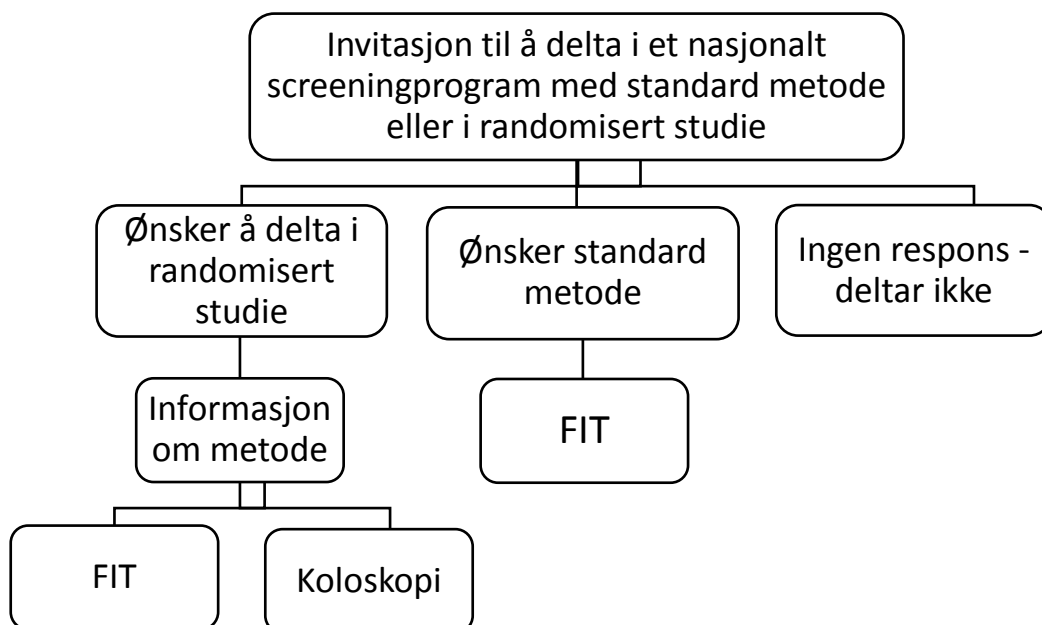 Invitasjon til å delta i et nasjonalt
screeningprogram med standard metode
eller i randomisert studie
Ønsker å delta i
randomisert
studie
Ønsker standard
metode
Ingen respons -
deltar ikke
Informasjon
om metode
FIT
FIT
Koloskopi